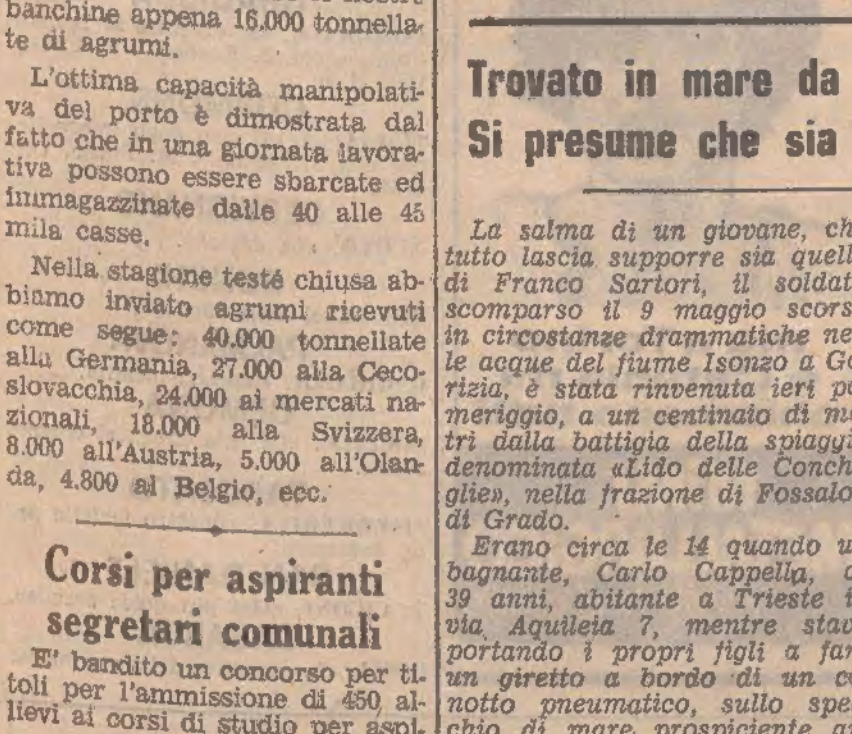 banchine appena 16.000 tonnella-
te di agrumi.
L'ottima capacità manipolati-
va del porto è dimostrata dal
fatto che in una giornata lavora-
tiva possono essere sbarcate ed
immagazzinate dalle 40 alle 45
mila casse.
Nella stagione testé chiusa ab-
biamo inviato agrumi ricevuti
come segue: 40.000 tonnellate
alla Germania, 27.000 alla Ceco-
slovacchia, 24.000 ai mercati na-
zionali, 18.000 alla Svizzera,
8.000 all'Austria, 5.000 all'Olan-
da, 4.800 al Belgio, ecc.
Corsi per aspiranti
segretari comunali
E' bandito un concorso per ti-
toli per l'ammissione di 450 al-
lievi ai corsi di studio per aspi-
Trovato in mare da
Si presume che sia
La salma di un giovane, ch
tutto lascia supporre sia quell
di Franco Sartori, il soldat
scomparso il 9 maggio scors
in circostanze drammatiche ne
le acque del fiume Isonzo a Go
rizia, è stata rinvenuta ieri po
meriggio, a un centinaio di me
tri dalla battigia della spiaggi
denominata «Lido delle Conch
glie», nella frazione di Fossalo
di Grado.
Erano circa le 14 quando u
bagnante, Carlo Cappella, d
39 anni, abitante a Trieste i
via Aquileia 7, mentre stav
portando i propri figli a far
un giretto a bordo di un ca
notto pneumatico, sullo spe
chio di mare prospiciente